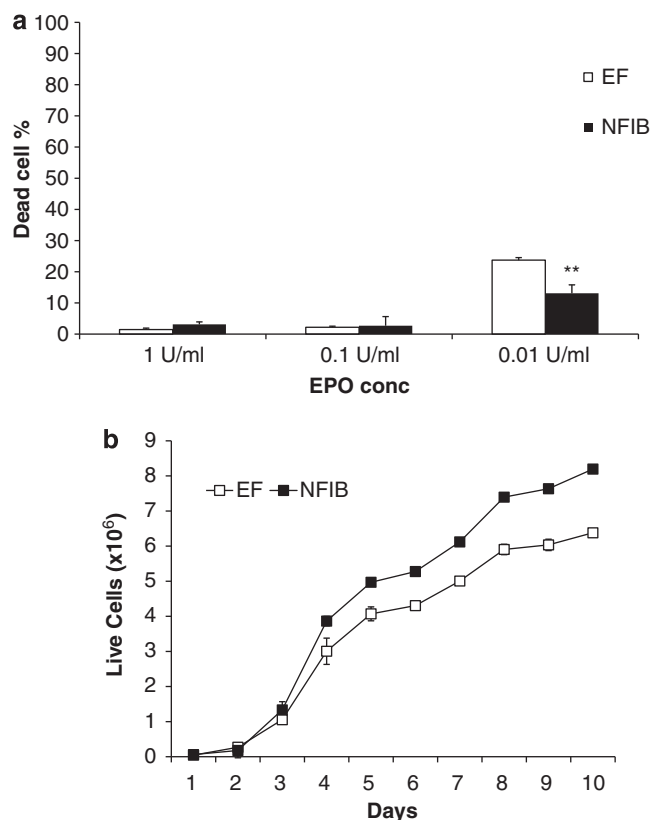 a
100
90
80
70
60
50
40
30
20
10
0
Dead cell %
EF
NFIB
**
1 U/ml 0.1 U/ml 0.01 U/ml
EPO conc
b
9
8
7
6
5
4
3
2
1
0
Live Cells (x10⁶)
EF NFIB
1 2 3 4 5 6 7 8 9 10
Days